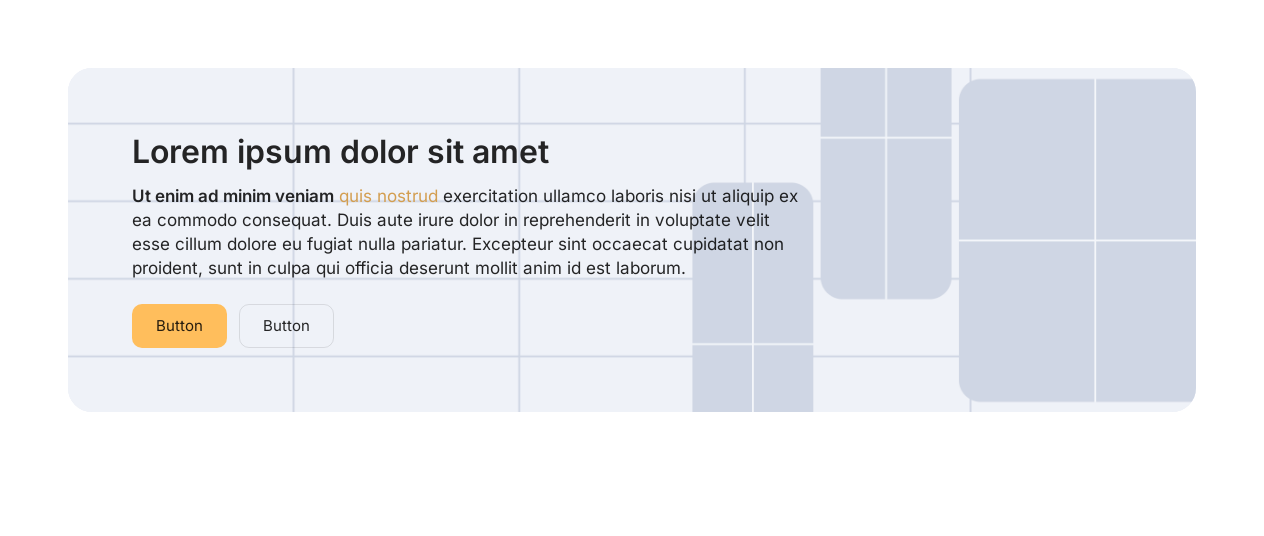 Lorem ipsum dolor sit amet
Ut enim ad minim veniam quis nostrud exercitation ullamco laboris nisi ut aliquip ex
ea commodo consequat. Duis aute irure dolor in reprehenderit in voluptate velit
esse cillum dolore eu fugiat nulla pariatur. Excepteur sint occaecat cupidatat non
proident, sunt in culpa qui officia deserunt mollit anim id est laborum.
Button Button